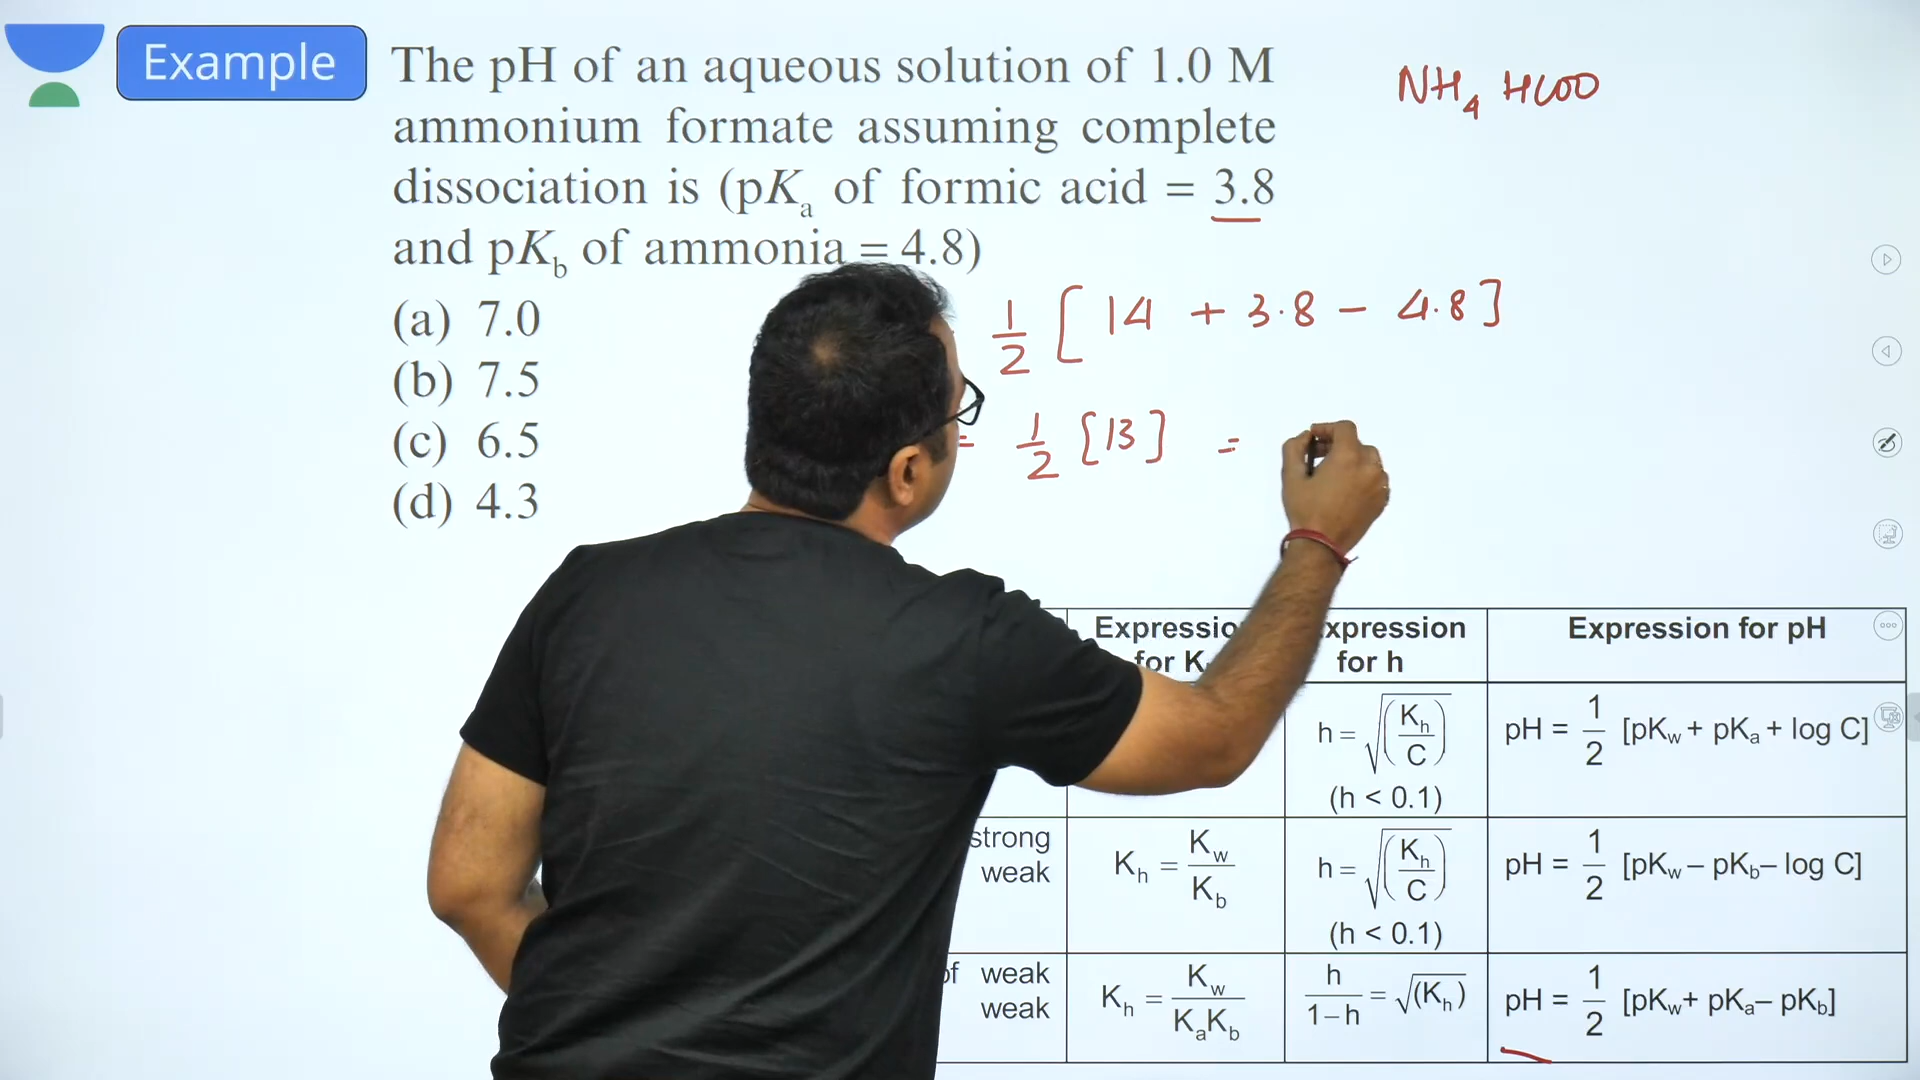 Example
The pH of an aqueous solution of 1.0 M
ammonium formate assuming complete
dissociation is (pKa of formic acid = 3.8
and pKb of ammonia = 4.8)
(a) 7.0
(b) 7.5
(c) 6.5
(d) 4.3
NH4 HCOO
1/2 [ 14 + 3.8 - 4.8 ]
= 1/2 [13] =
for h
Expression for pH
h = √(Kh/C)
(h < 0.1)
pH = 1/2 [pKw + pKa + log C]
strong
weak
Kh = Kw/Kb
h = √(Kh/C)
(h < 0.1)
pH = 1/2 [pKw – pKb – log C]
weak
weak
Kh = Kw/KaKb
h/1–h = √(Kh)
pH = 1/2 [pKw + pKa – pKb]